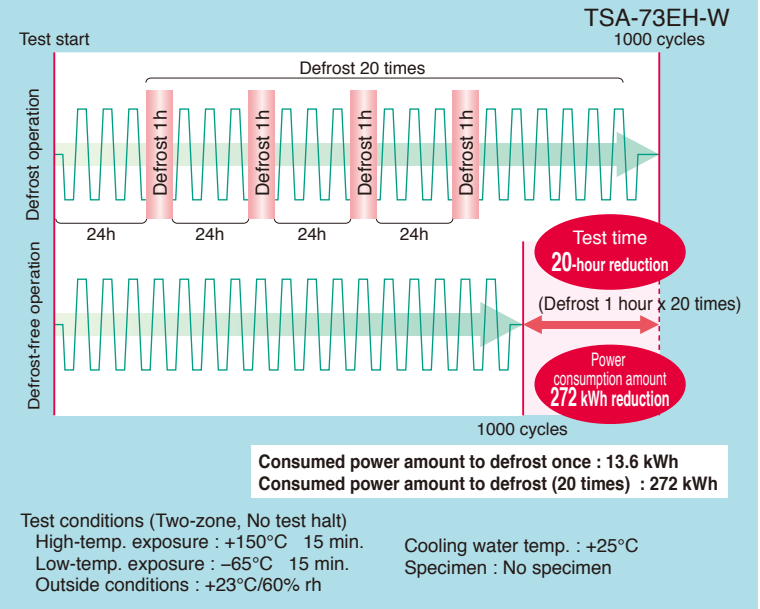 TSA-73EH-W
Test start
1000 cycles
Defrost 20 times
Defrost operation
Defrost 1h
Defrost 1h
Defrost 1h
Defrost 1h
24h
24h
24h
24h
Test time
20-hour reduction
(Defrost 1 hour x 20 times)
Defrost-free operation
Power
consumption amount
272 kWh reduction
1000 cycles
Consumed power amount to defrost once : 13.6 kWh
Consumed power amount to defrost (20 times) : 272 kWh
Test conditions (Two-zone, No test halt)
High-temp. exposure : +150°C 15 min.
Low-temp. exposure : –65°C 15 min.
Outside conditions : +23°C/60% rh
Cooling water temp. : +25°C
Specimen : No specimen